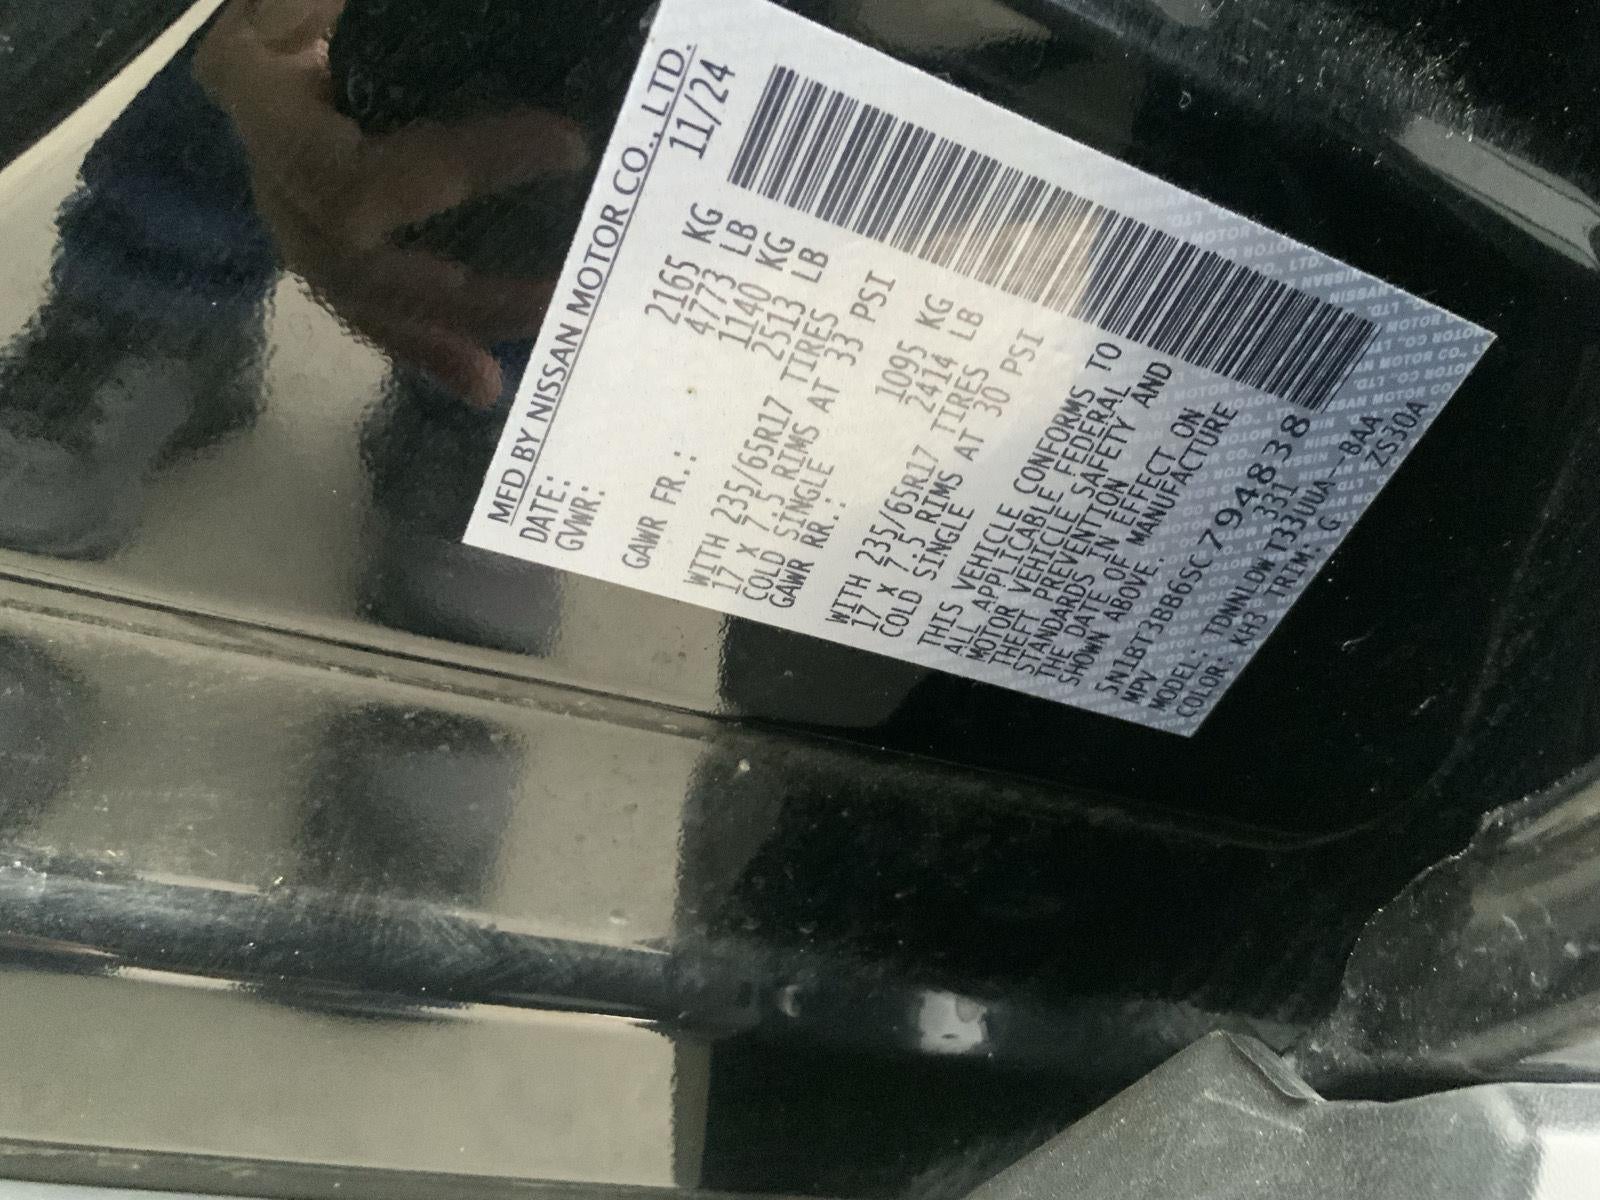 MFD BY NISSAN MOTOR CO., LTD.
DATE: 11/24
GVWR: 2165 KG
4773 LB
GAWR FR.: 1140 KG
2513 LB
WITH 235/65R17 TIRES
17 x 7.5 RIMS AT 33 PSI
COLD SINGLE
GAWR RR.: 1095 KG
2414 LB
WITH 235/65R17 TIRES
17 x 7.5 RIMS AT 30 PSI
COLD SINGLE
THIS VEHICLE CONFORMS TO
ALL APPLICABLE FEDERAL
MOTOR VEHICLE SAFETY AND
THEFT PREVENTION
STANDARDS IN EFFECT ON
THE DATE OF MANUFACTURE
SHOWN ABOVE.
5N1BT3BB6SC794838
MPV 331
MODEL: TDNNLDWT33UUA-BAA
COLOR: KH3 TRIM: G ZS30A